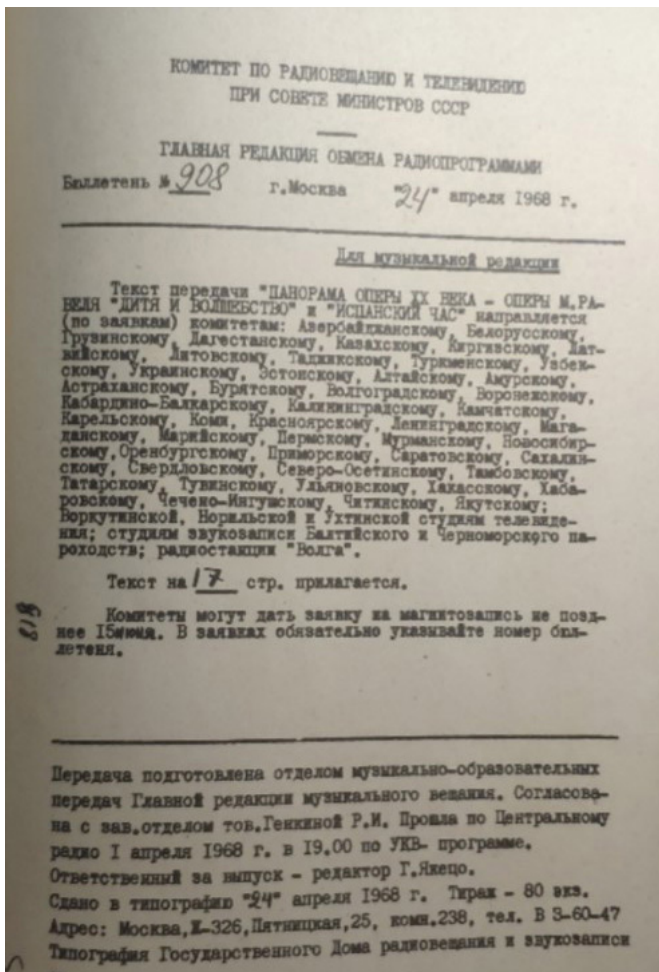 КОМИТЕТ ПО РАДИОВЕЩАНИЮ И ТЕЛЕВИДЕНИЮ
ПРИ СОВЕТЕ МИНИСТРОВ СССР
ГЛАВНАЯ РЕДАКЦИЯ ОБМЕНА РАДИОПРОГРАММАМИ
Бюллетень № 908 г.Москва "24" апреля 1968 г.
Для музыкальной редакции
Текст передачи "ПАНОРАМА ОПЕРЫ XX ВЕКА - ОПЕРЫ М.РА-
ВЕЛЯ "ДИТЯ И ВОЛШЕБСТВО" и "ИСПАНСКИЙ ЧАС" направляется
(по заявкам) комитетам: Азербайджанскому, Белорусскому,
Грузинскому, Дагестанскому, Казахскому, Киргизскому, Лат-
вийскому, Литовскому, Таджикскому, Туркменскому, Узбек-
скому, Украинскому, Эстонскому, Алтайскому, Амурскому,
Астраханскому, Бурятскому, Волгоградскому, Воронежскому,
Кабардино-Балкарскому, Калининградскому, Камчатскому,
Карельскому, Коми, Красноярскому, Ленинградскому, Мага-
данскому, Марийскому, Пермскому, Мурманскому, Новосибир-
скому,Оренбургскому, Приморскому, Саратовскому, Сахалин-
скому, Свердловскому, Северо-Осетинскому, Тамбовскому,
Татарскому, Тувинскому, Ульяновскому, Хакасскому, Хаба-
ровскому, Чечено-Ингушскому, Читинскому, Якутскому;
Воркутинской, Норильской и Ухтинской студиям телевиде-
ния; студиям звукозаписи Балтийского и Черноморского па-
роходств; радиостанции "Волга".
Текст на 17 стр. прилагается.
Комитеты могут дать заявку на магнитозапись не позд-
нее 15 июня. В заявках обязательно указывайте номер бюл-
летеня.
813
Передача подготовлена отделом музыкально-образовательных
передач Главной редакции музыкального вещания. Согласова-
на с зав.отделом тов.Генкиной Р.И. Прошла по Центральному
радио I апреля 1968 г. в 19.00 по УКВ- программе.
Ответственный за выпуск - редактор Г.Якецо.
Сдано в типографию "24" апреля 1968 г. Тираж - 80 экз.
Адрес: Москва,Ж-326,Пятницкая,25, комн.238, тел. В 3-60-47
Типография Государственного Дома радиовещания и звукозаписи